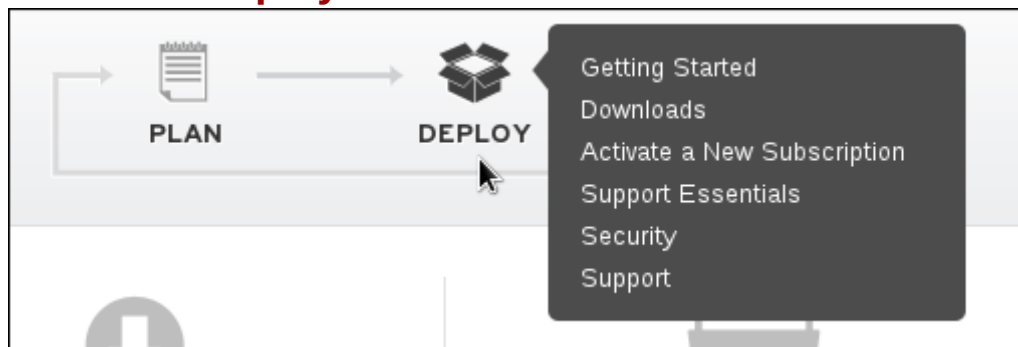 PLAN
DEPLOY
Getting Started
Downloads
Activate a New Subscription
Support Essentials
Security
Support